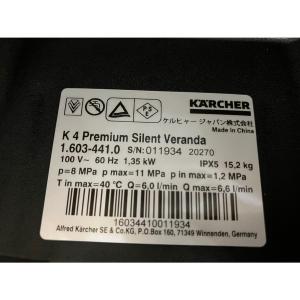 KÄRCHER
PSE
ケルヒャー ジャパン株式会社
Made in China
K 4 Premium Silent Veranda
1.603-441.0 S/N:011934 20270
100 V~ 60 Hz 1,35 kW IPX5 15,2 kg
p=8 MPa p max=11 MPa p in max=1,2 MPa
T in max=40 °C Q=6,0 l/min Q max=6,6 l/min
16034410011934
Alfred Kärcher SE & Co.KG, P.O.Box 160, 71349 Winnenden, Germany